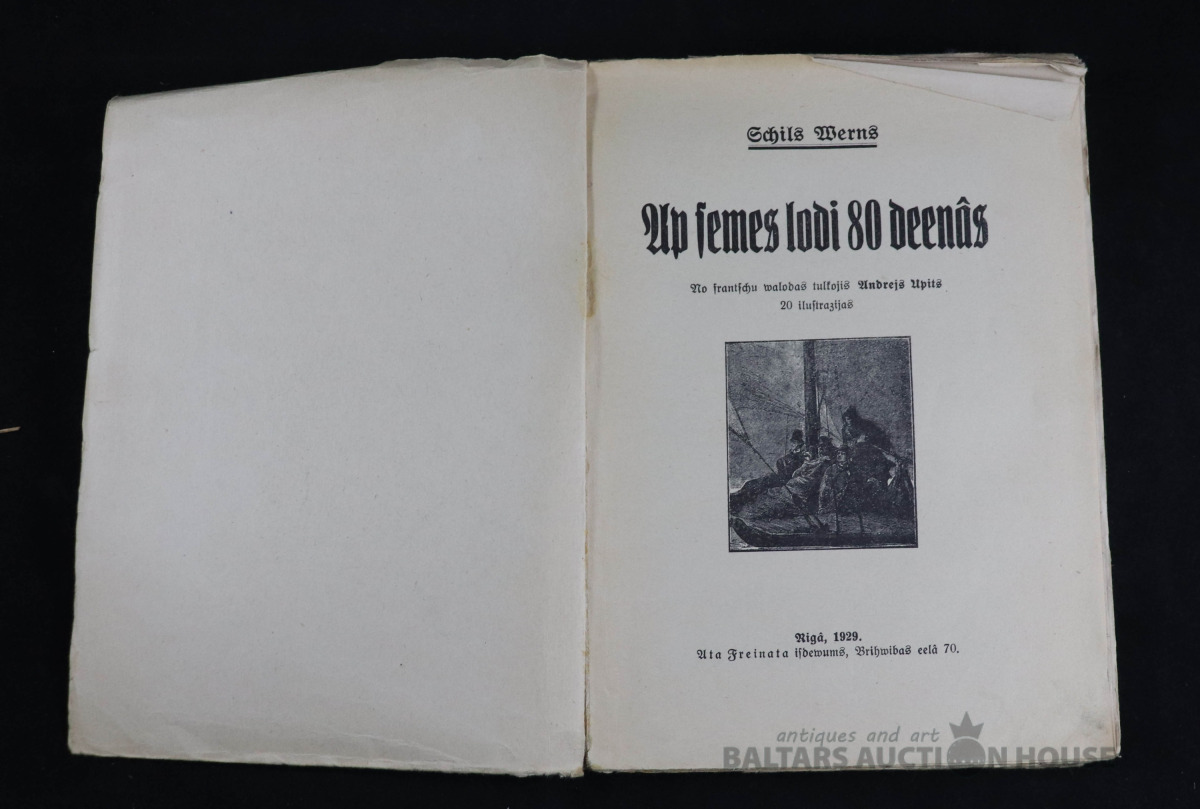 Schils Werns
Ap ſemes lodi 80 deenâs
No frantſchu walodas tulkojis Andrejs Upits
20 iluſtrazijas
Rigâ, 1929.
Ata Freinata iſdewums, Brihwibas eelâ 70.
antiques and art
BALTARS AUCTION HOUSE